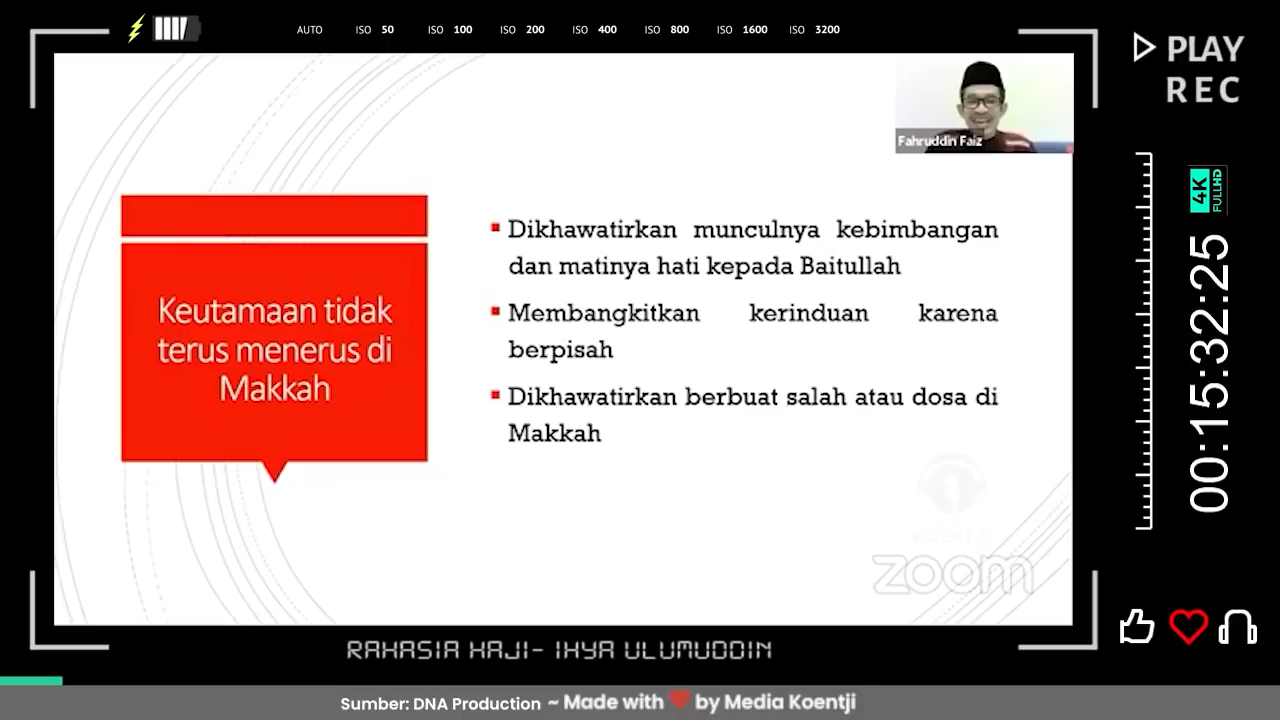 AUTO ISO 50 ISO 100 ISO 200 ISO 400 ISO 800 ISO 1600 ISO 3200
PLAY
REC
4K
FULLHD
00:15:32:25
Fahruddin Faiz
Keutamaan tidak
terus menerus di
Makkah
Dikhawatirkan munculnya kebimbangan
dan matinya hati kepada Baitullah
Membangkitkan kerinduan karena
berpisah
Dikhawatirkan berbuat salah atau dosa di
Makkah
zoom
RAHASIA HAJI- IHYA ULUMUDDIN
Sumber: DNA Production ~ Made with by Media Koentji